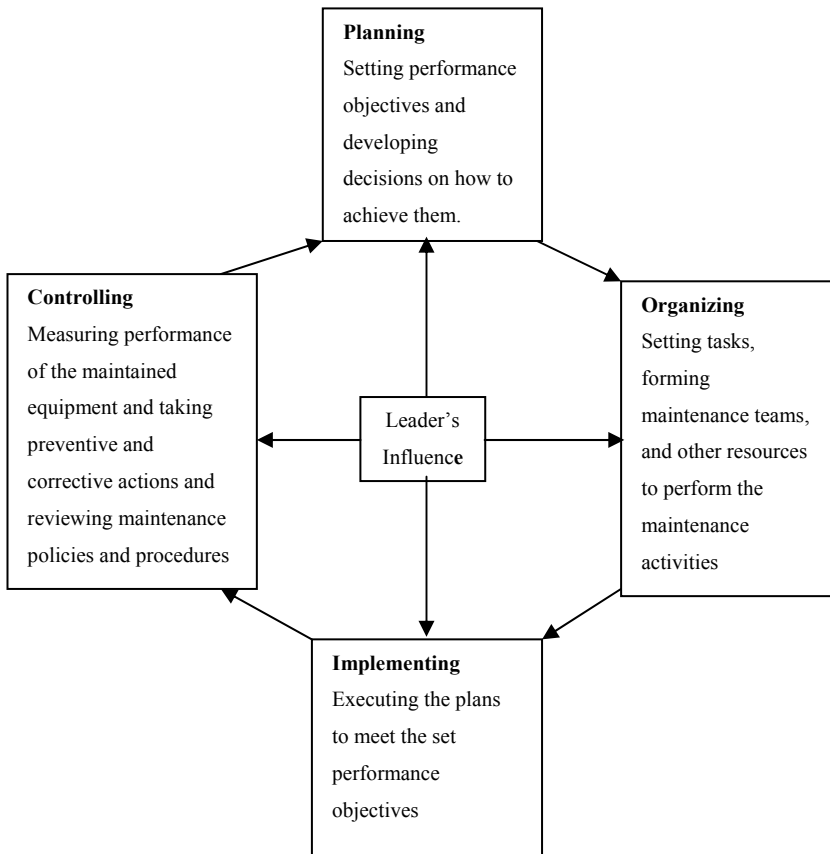 Planning
Setting performance
objectives and
developing
decisions on how to
achieve them.
Controlling
Measuring performance
of the maintained
equipment and taking
preventive and
corrective actions and
reviewing maintenance
policies and procedures
Leader's
Influence
Organizing
Setting tasks,
forming
maintenance teams,
and other resources
to perform the
maintenance
activities
Implementing
Executing the plans
to meet the set
performance
objectives